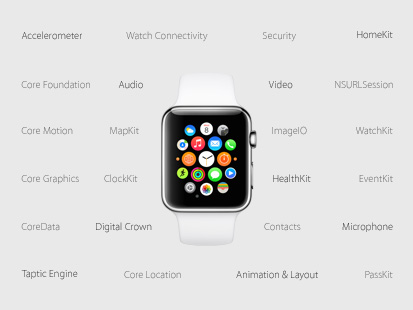 Accelerometer Watch Connectivity Security HomeKit
Core Foundation Audio Video NSURLSession
8
Core Motion MapKit ImageIO WatchKit
Core Graphics ClockKit HealthKit EventKit
CoreData Digital Crown Contacts Microphone
Taptic Engine Core Location Animation & Layout PassKit